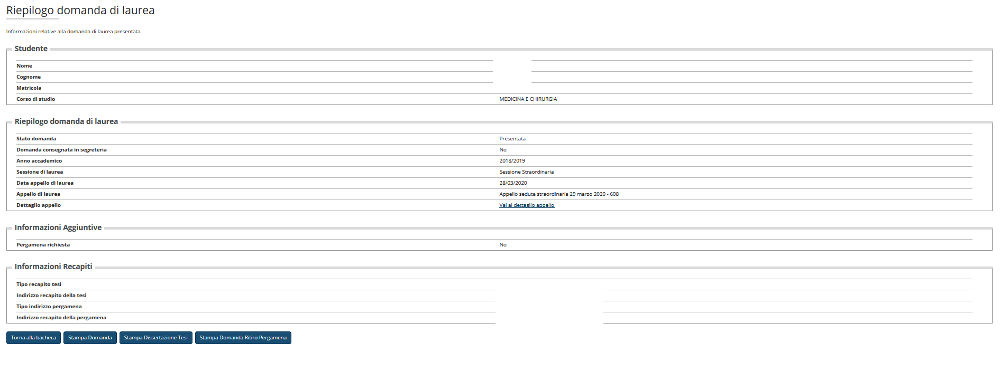 Riepilogo domanda di laurea
Informazioni relative alla domanda di laurea presentata.
Studente
Nome
Cognome
Matricola
Corso di studio MEDICINA E CHIRURGIA
Riepilogo domanda di laurea
Stato domanda Presentata
Domanda consegnata in segreteria No
Anno accademico 2018/2019
Sessione di laurea Sessione Straordinaria
Data appello di laurea 28/03/2020
Appello di laurea Appello seduta straordinaria 29 marzo 2020 - 608
Dettaglio appello Vai al dettaglio appello
Informazioni Aggiuntive
Pergamena richiesta No
Informazioni Recapiti
Tipo recapito tesi
Indirizzo recapito della tesi
Tipo indirizzo pergamena
Indirizzo recapito della pergamena
Torna alla bacheca Stampa Domanda Stampa Dissertazione Tesi Stampa Domanda Ritiro Pergamena